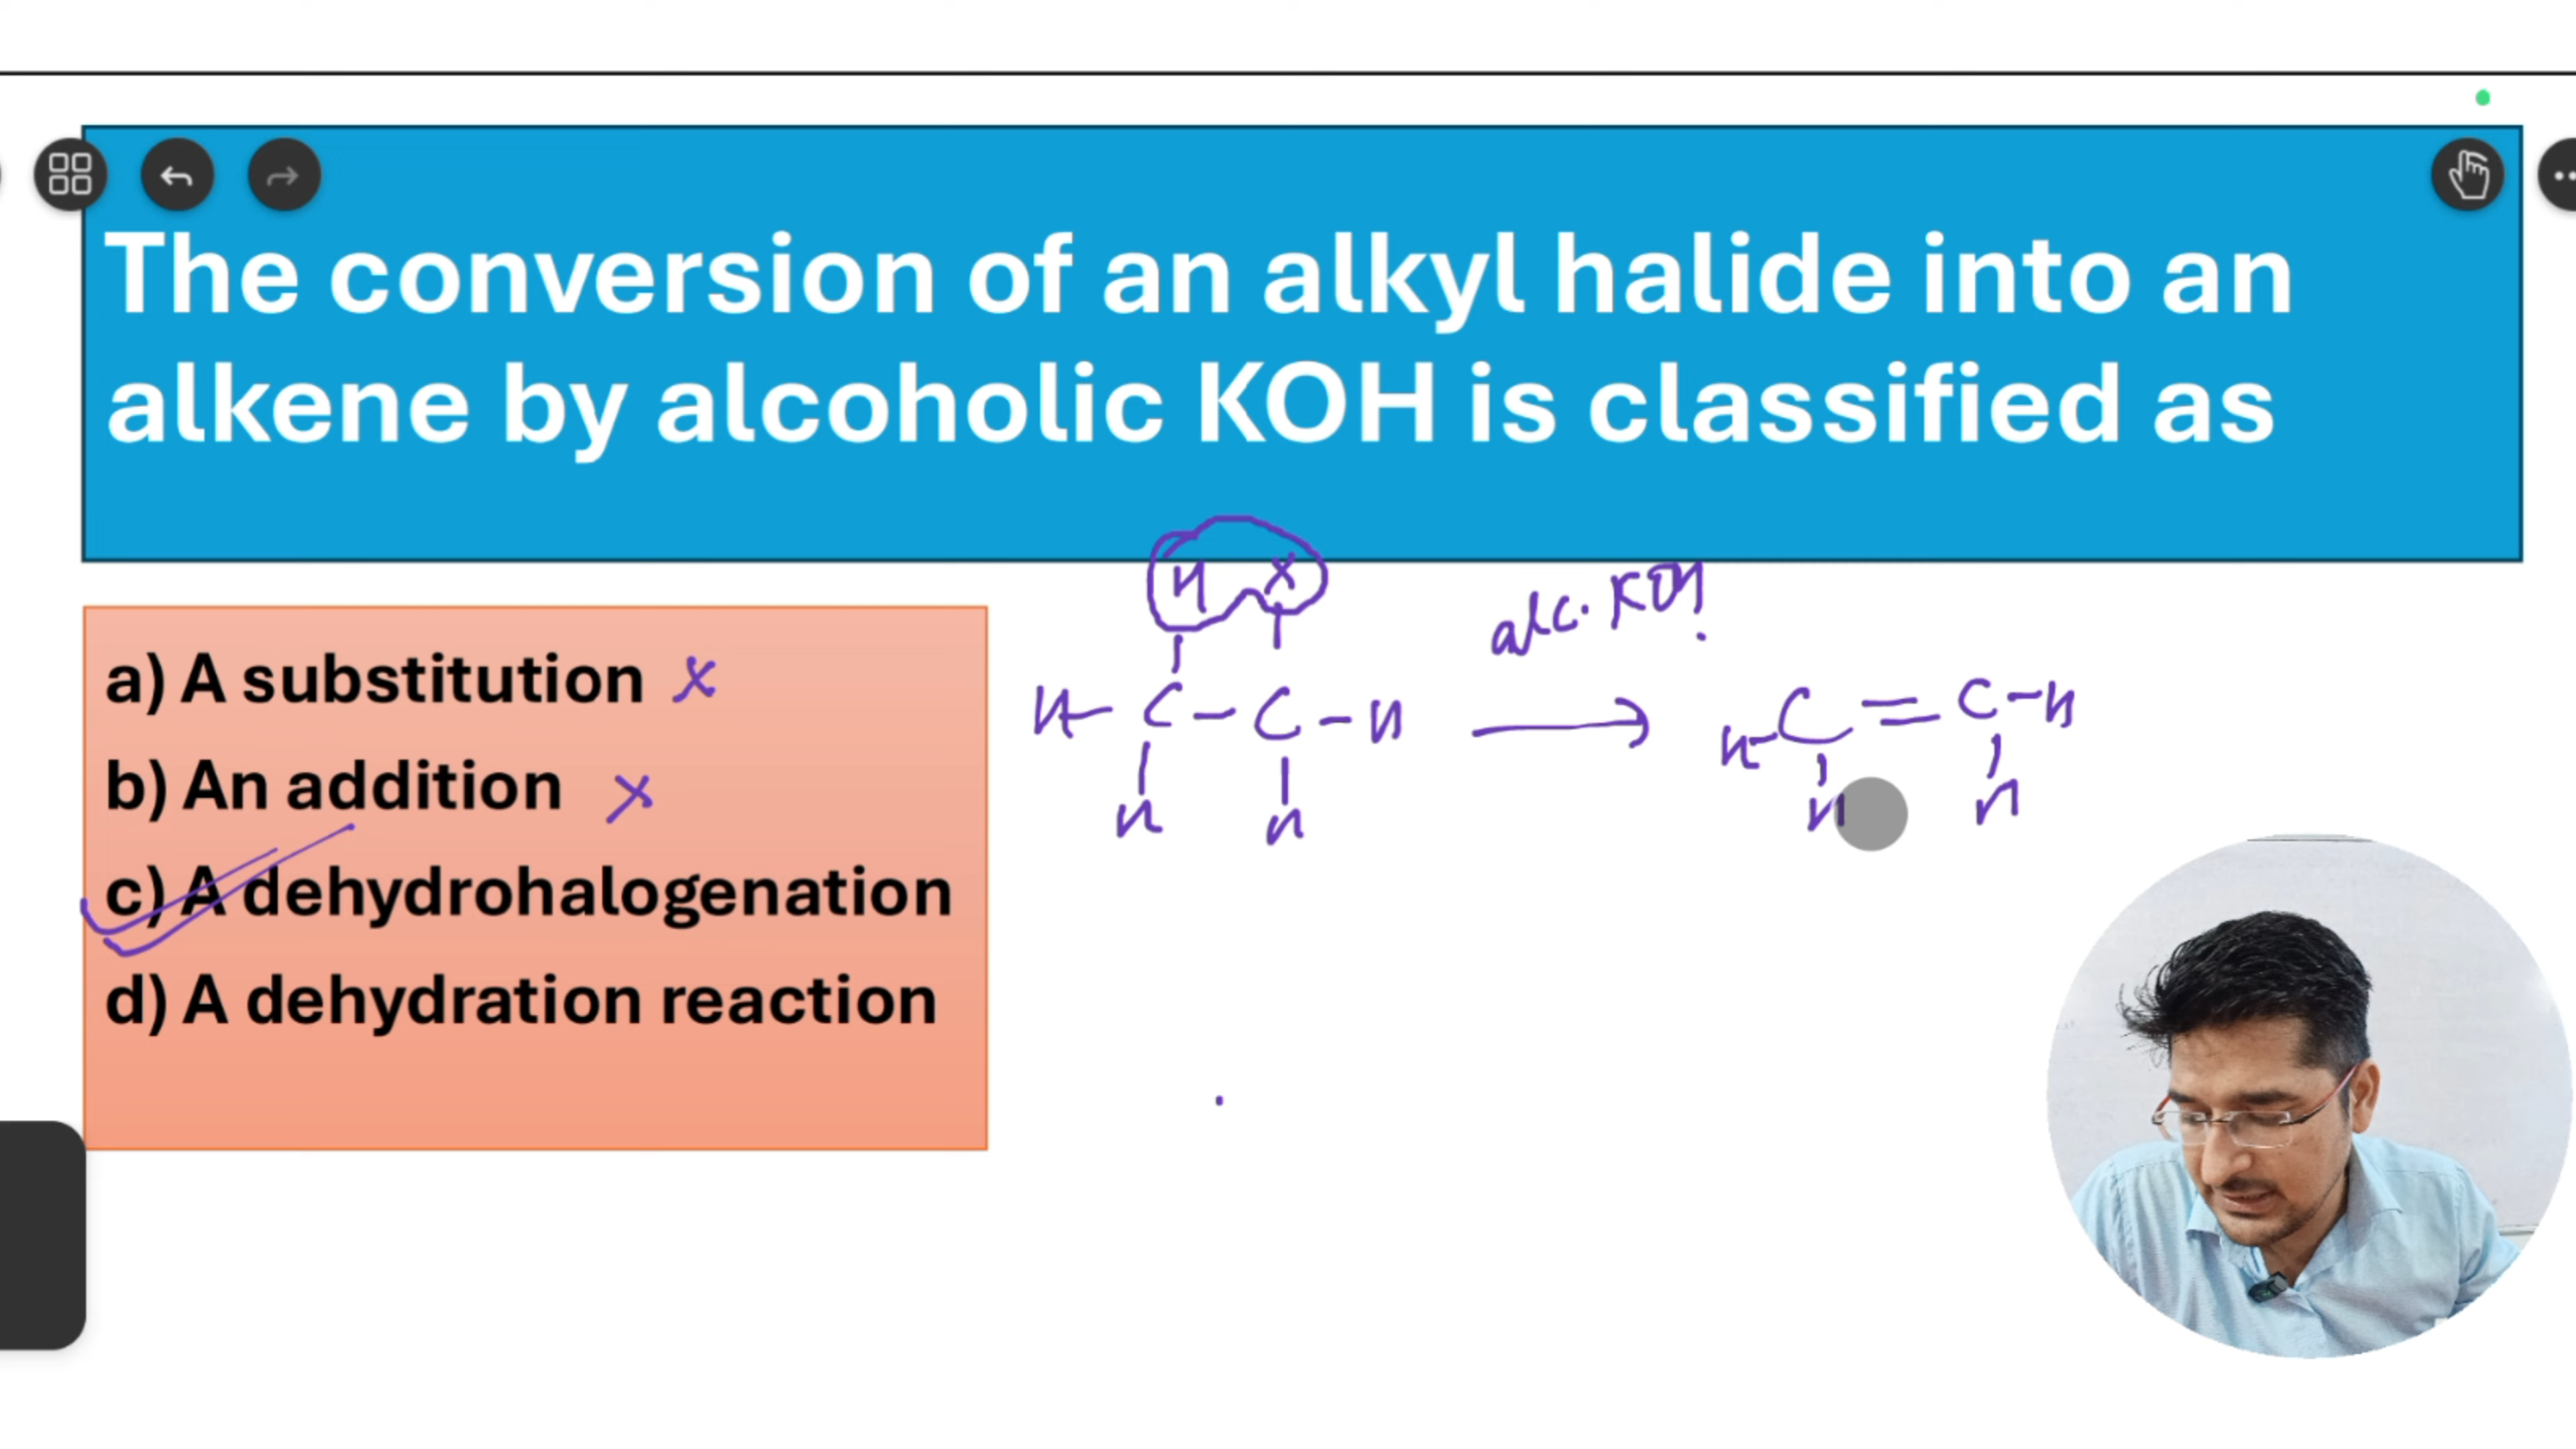 The conversion of an alkyl halide into an
alkene by alcoholic KOH is classified as
H X
alc. KOH
a) A substitution x
H-C-C-H
C=C-H
H-
H H
H H
b) An addition x
c) A dehydrohalogenation
d) A dehydration reaction